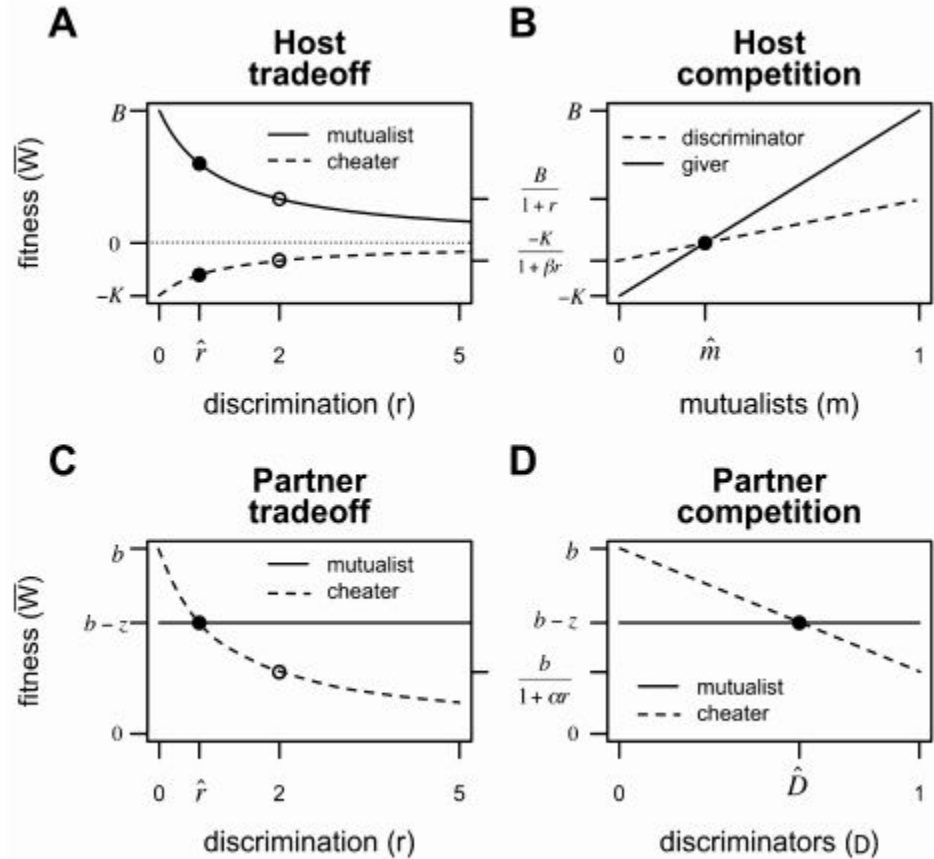 A
Host
tradeoff
B
mutualist
cheater
0
−K
fitness (W̅)
0 r̂ 2 5
discrimination (r)
B
Host
competition
B
discriminator
giver
B
1 + r
−K
1 + βr
−K
0 m̂ 1
mutualists (m)
C
Partner
tradeoff
b
mutualist
cheater
b − z
0
fitness (W̅)
0 r̂ 2 5
discrimination (r)
D
Partner
competition
b
b − z
b
1 + αr
mutualist
cheater
0
0 D̂ 1
discriminators (D)